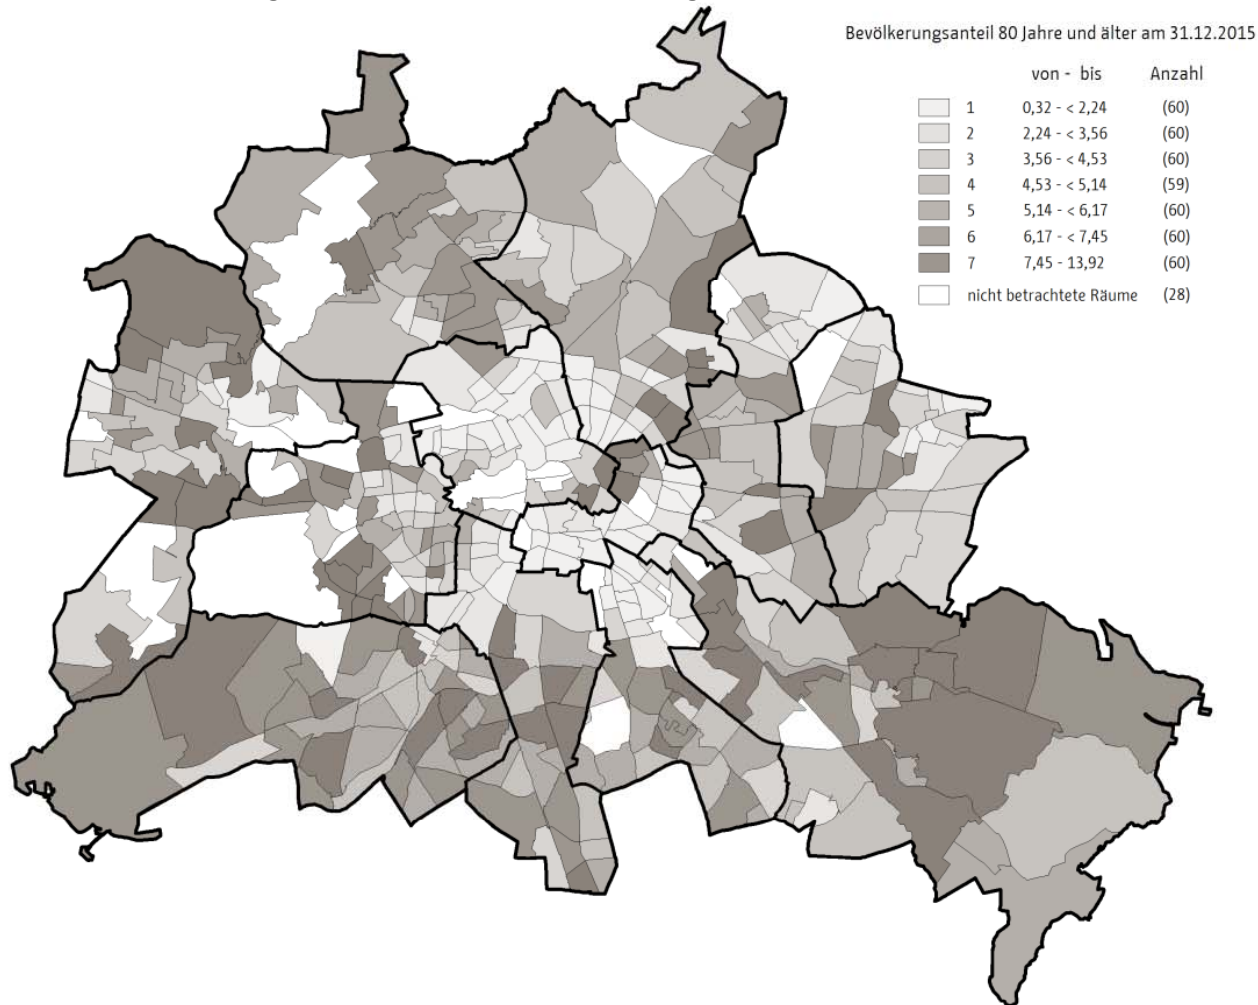 Bevölkerungsanteil 80 Jahre und älter am 31.12.2015
von - bis Anzahl
1 0,32 - < 2,24 (60)
2 2,24 - < 3,56 (60)
3 3,56 - < 4,53 (60)
4 4,53 - < 5,14 (59)
5 5,14 - < 6,17 (60)
6 6,17 - < 7,45 (60)
7 7,45 - 13,92 (60)
nicht betrachtete Räume (28)